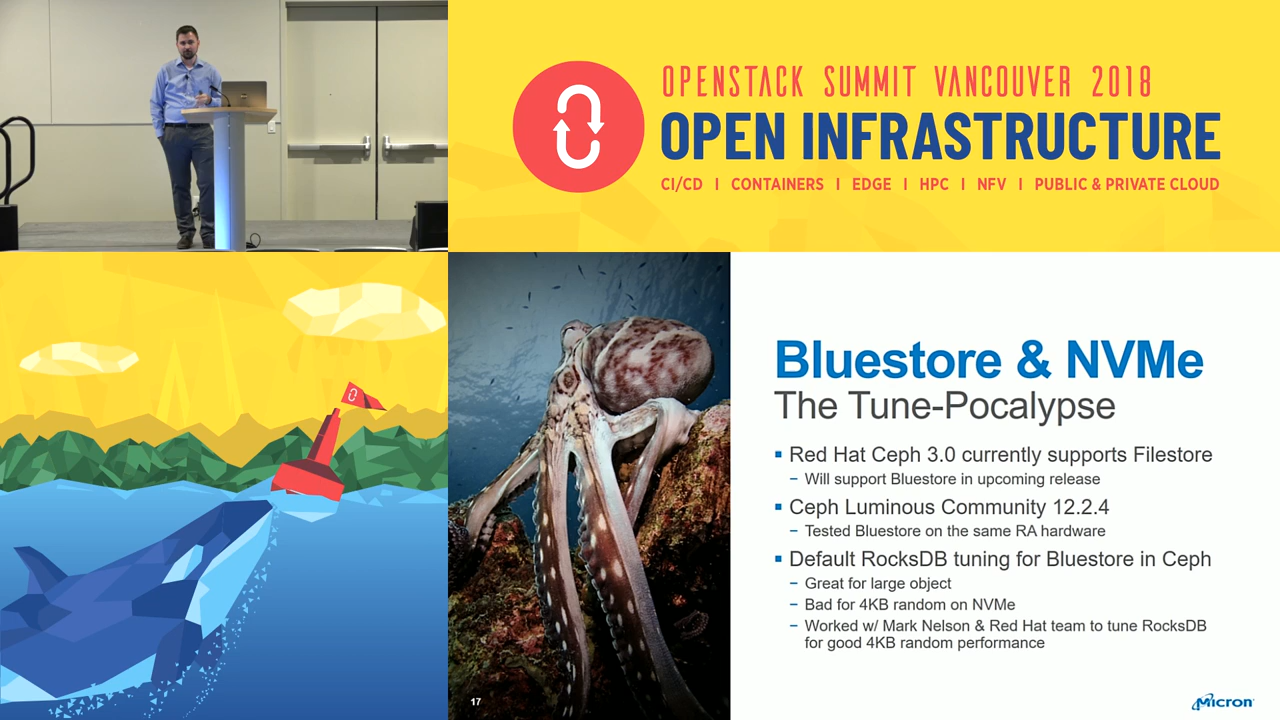 OPENSTACK SUMMIT VANCOUVER 2018
OPEN INFRASTRUCTURE
CI/CD | CONTAINERS | EDGE | HPC | NFV | PUBLIC & PRIVATE CLOUD
Bluestore & NVMe
The Tune-Pocalypse
▪ Red Hat Ceph 3.0 currently supports Filestore
– Will support Bluestore in upcoming release
▪ Ceph Luminous Community 12.2.4
– Tested Bluestore on the same RA hardware
▪ Default RocksDB tuning for Bluestore in Ceph
– Great for large object
– Bad for 4KB random on NVMe
– Worked w/ Mark Nelson & Red Hat team to tune RocksDB
for good 4KB random performance
17
Micron